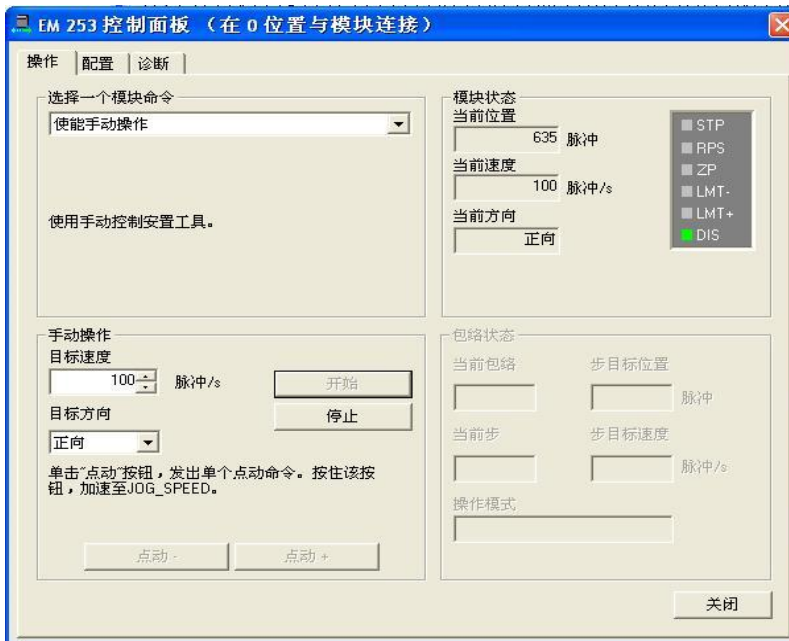 EM 253 控制面板 （在 0 位置与模块连接）
操作 配置 诊断
选择一个模块命令
使能手动操作
使用手动控制安置工具。
模块状态
当前位置
635 脉冲
当前速度
100 脉冲/s
当前方向
正向
STP
RPS
ZP
LMT-
LMT+
DIS
手动操作
目标速度
100 脉冲/s
开始
目标方向
停止
正向
单击"点动"按钮，发出单个点动命令。按住该按
钮，加速至JOG_SPEED。
点动 - 点动 +
包络状态
当前包络 步目标位置
脉冲
当前步 步目标速度
脉冲/s
操作模式
关闭